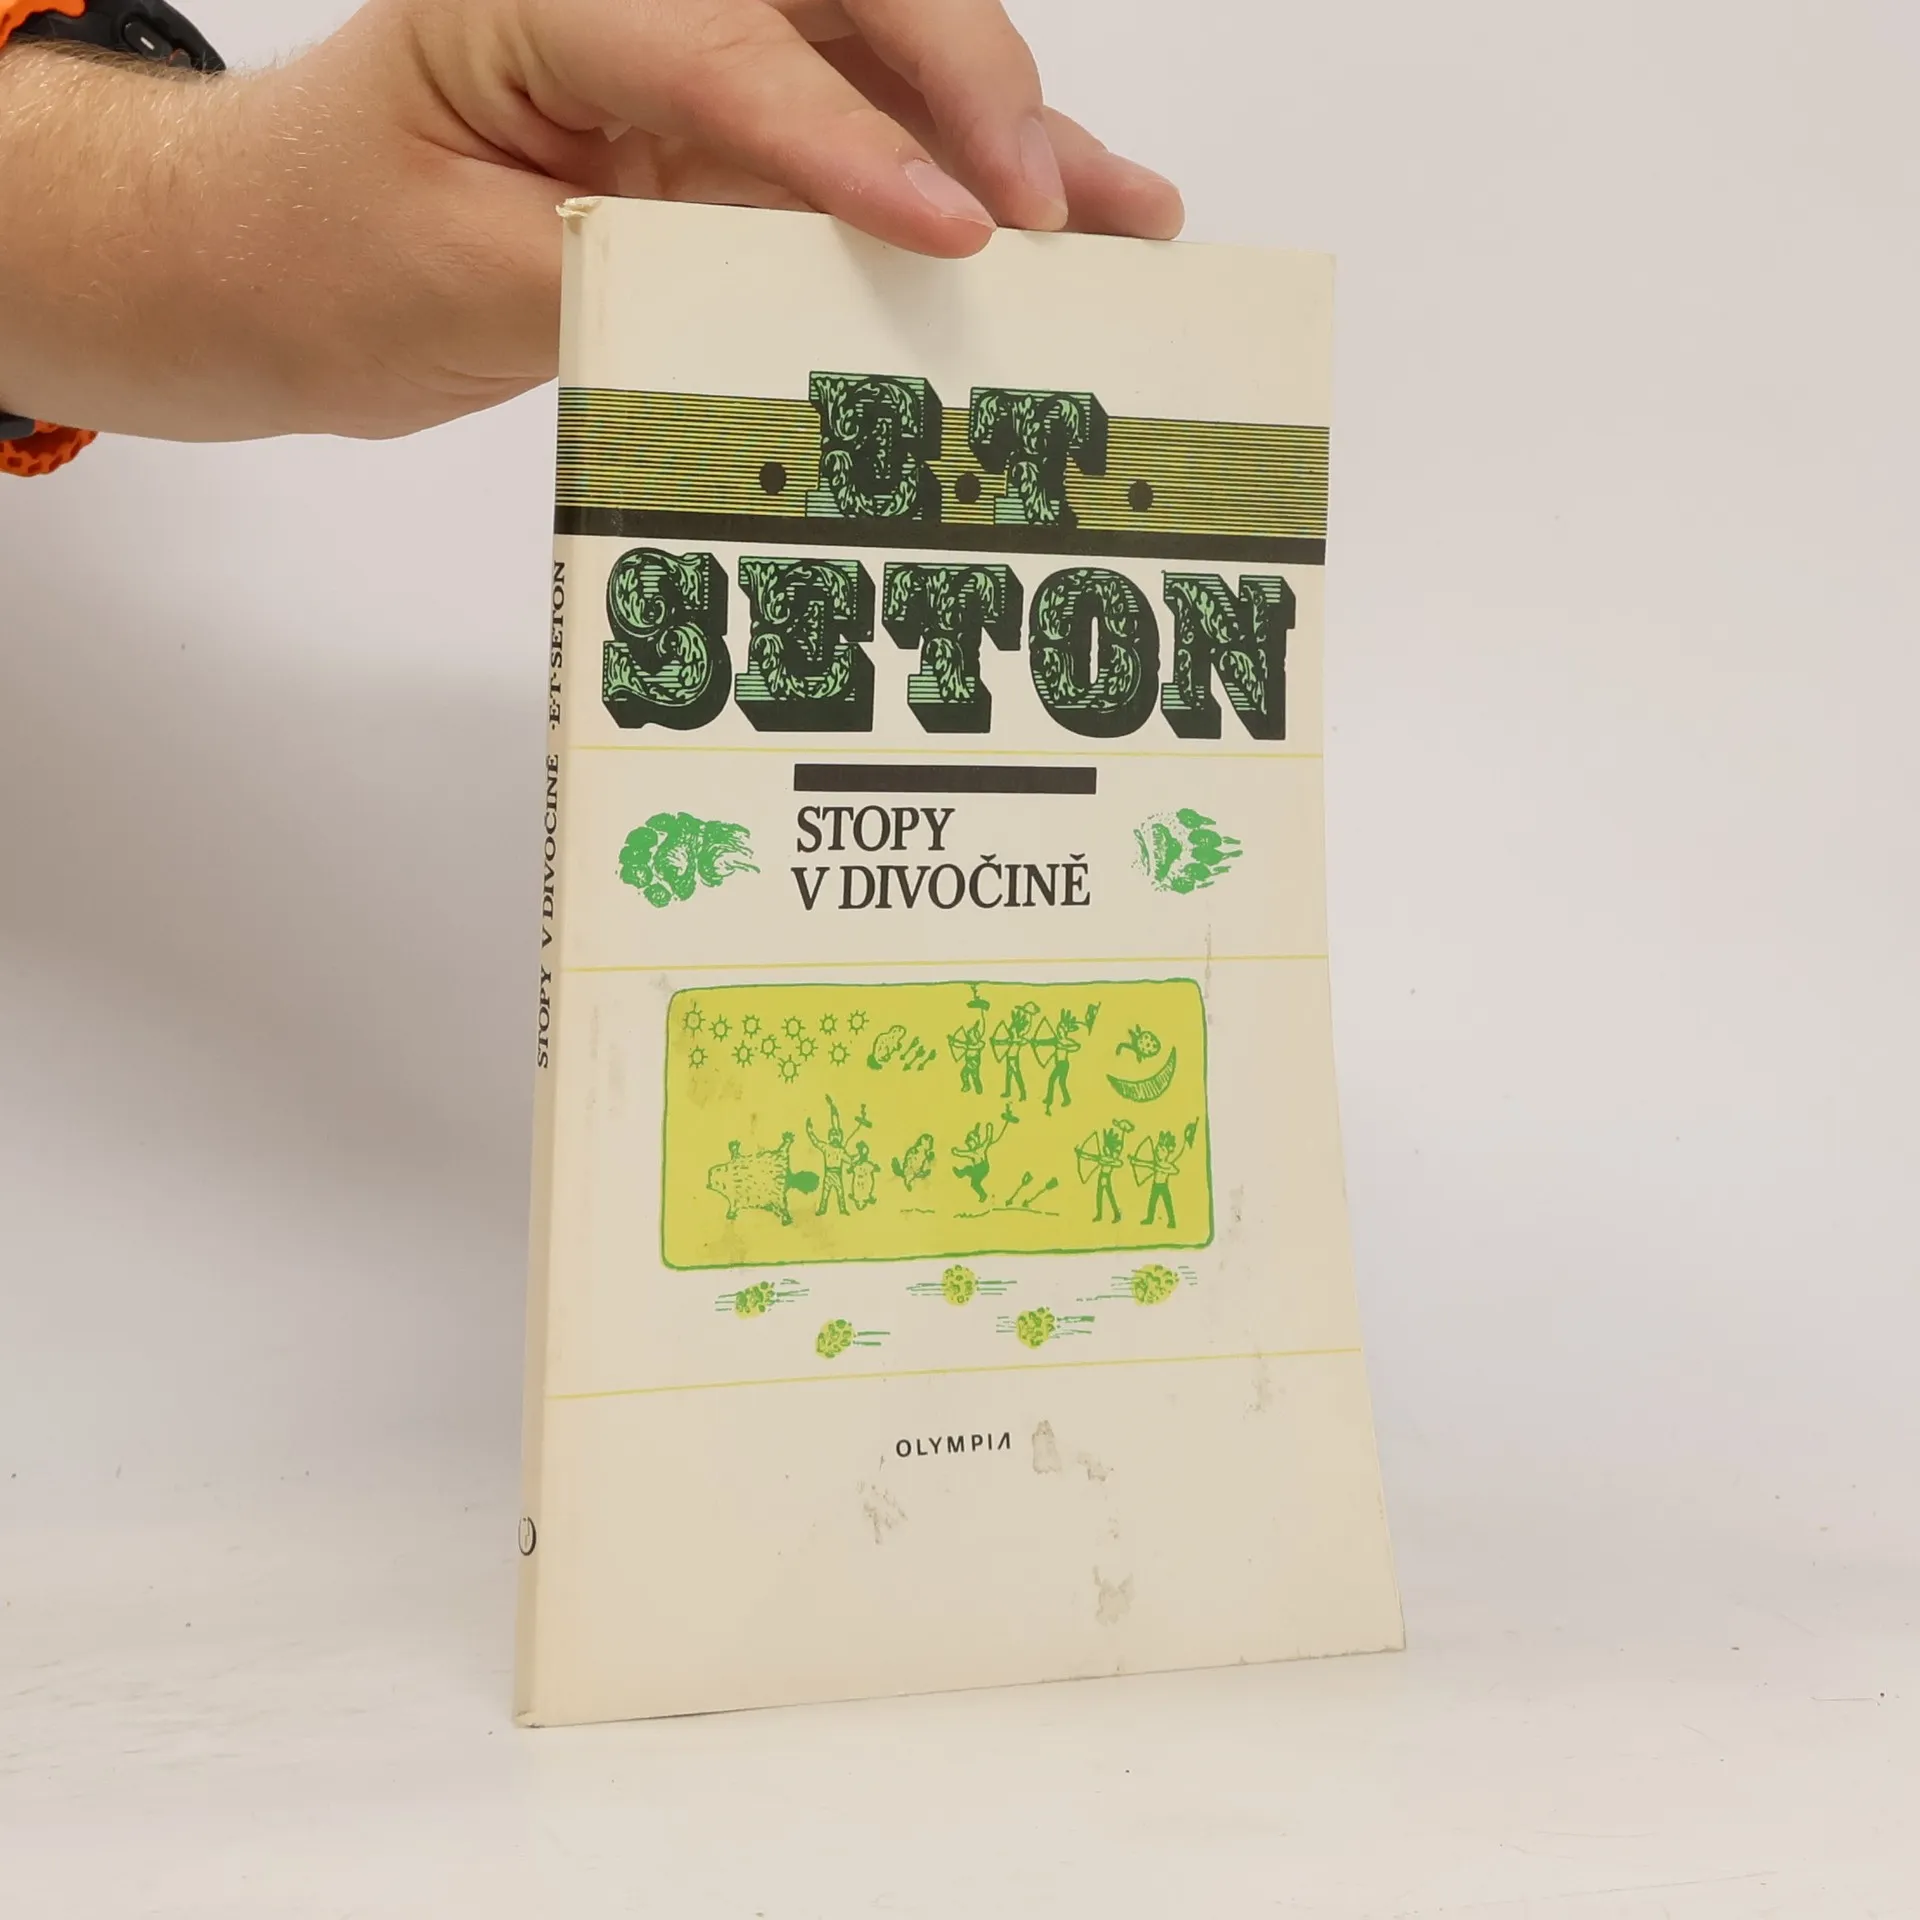 · E · T ·
SETON
STOPY
V DIVOČINĚ
OLYMPIA
STOPY V DIVOČINĚ · E · T · SETON